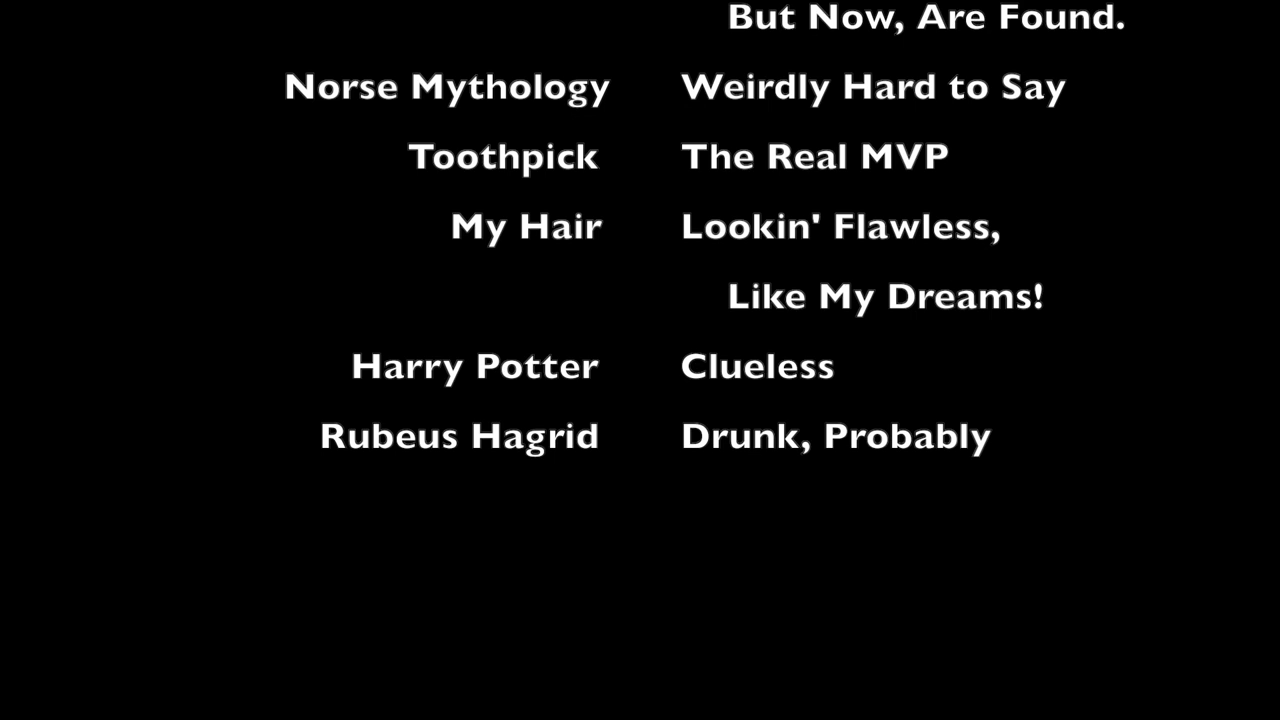 But Now, Are Found.
Norse Mythology Weirdly Hard to Say
Toothpick The Real MVP
My Hair Lookin' Flawless,
Like My Dreams!
Harry Potter Clueless
Rubeus Hagrid Drunk, Probably